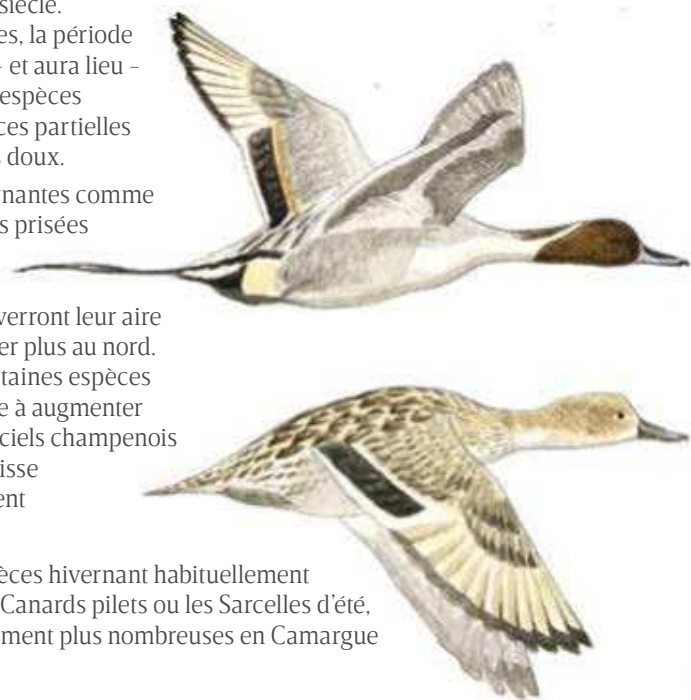 siècle.
es, la période
– et aura lieu –
espèces
ces partielles
s doux.
rnantes comme
s prisées
verront leur aire
er plus au nord.
taines espèces
e à augmenter
ciels champenois
isse
ent
èces hivernant habituellement
Canards pilets ou les Sarcelles d'été,
ment plus nombreuses en Camargue